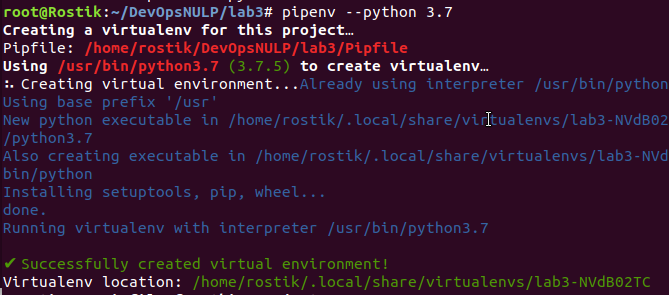 root@Rostik:~/DevOpsNULP/lab3# pipenv --python 3.7
Creating a virtualenv for this project…
Pipfile: /home/rostik/DevOpsNULP/lab3/Pipfile
Using /usr/bin/python3.7 (3.7.5) to create virtualenv…
⠦ Creating virtual environment...Already using interpreter /usr/bin/python
Using base prefix '/usr'
New python executable in /home/rostik/.local/share/virtualenvs/lab3-NVdB02
/python3.7
Also creating executable in /home/rostik/.local/share/virtualenvs/lab3-NVd
bin/python
Installing setuptools, pip, wheel...
done.
Running virtualenv with interpreter /usr/bin/python3.7
✔ Successfully created virtual environment!
Virtualenv location: /home/rostik/.local/share/virtualenvs/lab3-NVdB02TC